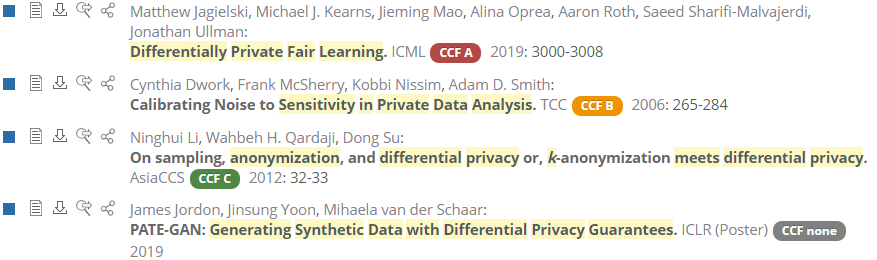 Matthew Jagielski, Michael J. Kearns, Jieming Mao, Alina Oprea, Aaron Roth, Saeed Sharifi-Malvajerdi,
Jonathan Ullman:
Differentially Private Fair Learning. ICML CCF A 2019: 3000-3008
Cynthia Dwork, Frank McSherry, Kobbi Nissim, Adam D. Smith:
Calibrating Noise to Sensitivity in Private Data Analysis. TCC CCF B 2006: 265-284
Ninghui Li, Wahbeh H. Qardaji, Dong Su:
On sampling, anonymization, and differential privacy or, k-anonymization meets differential privacy.
AsiaCCS CCF C 2012: 32-33
James Jordon, Jinsung Yoon, Mihaela van der Schaar:
PATE-GAN: Generating Synthetic Data with Differential Privacy Guarantees. ICLR (Poster) CCF none
2019